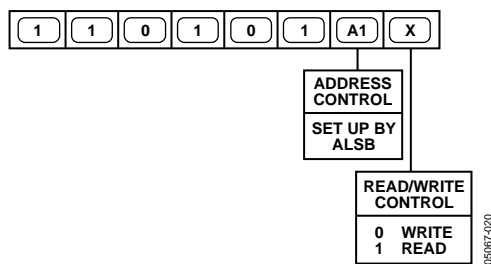 1 1 0 1 0 1 A1 X
ADDRESS
CONTROL
SET UP BY
ALSB
READ/WRITE
CONTROL
0 WRITE
1 READ
05067-020